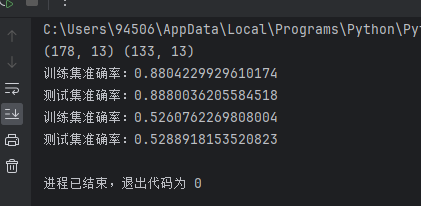 C:\Users\94506\AppData\Local\Programs\Python\Pyt
(178, 13) (133, 13)
训练集准确率：0.8804229929610174
测试集准确率：0.8880036205584518
训练集准确率：0.5260762269808004
测试集准确率：0.5288918153520823
进程已结束，退出代码为 0